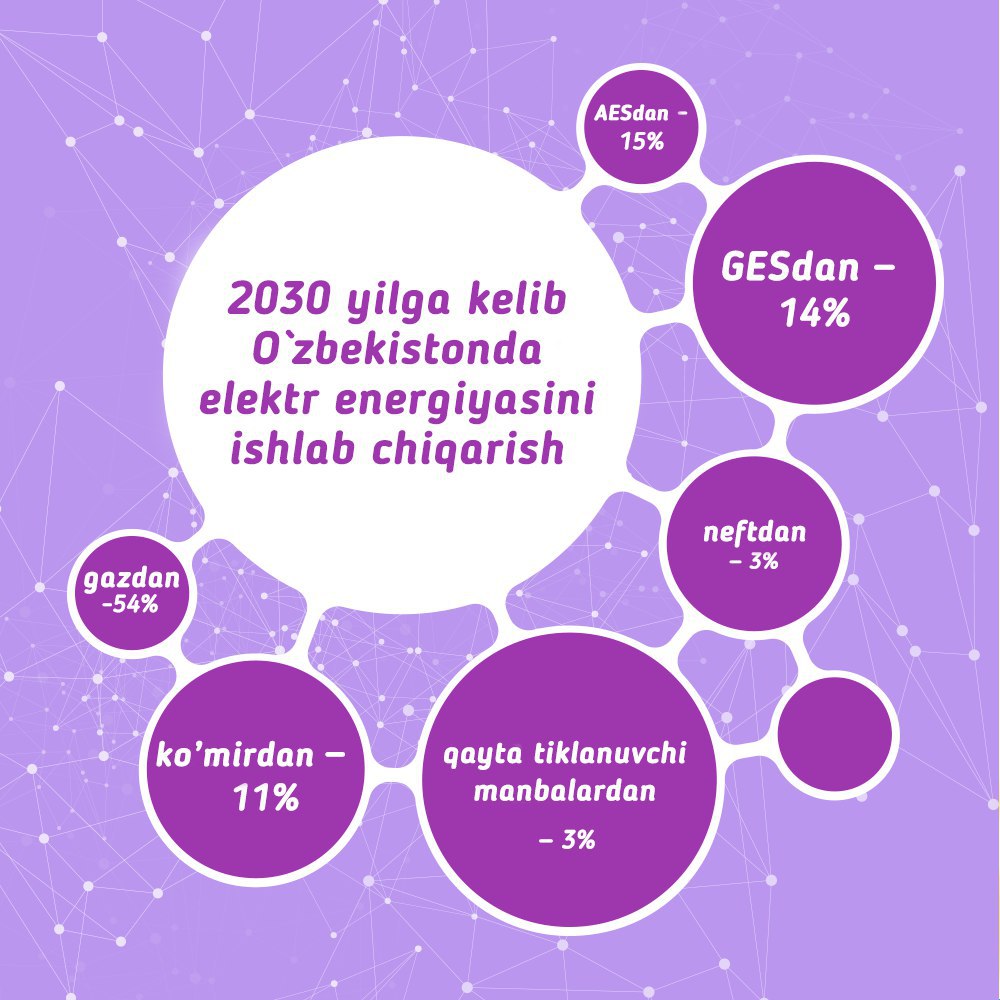 2030 yilga kelib
O`zbekistonda
elektr energiyasini
ishlab chiqarish
AESdan -
15%
GESdan –
14%
neftdan
– 3%
qayta tiklanuvchi
manbalardan
– 3%
ko’mirdan –
11%
gazdan
-54%